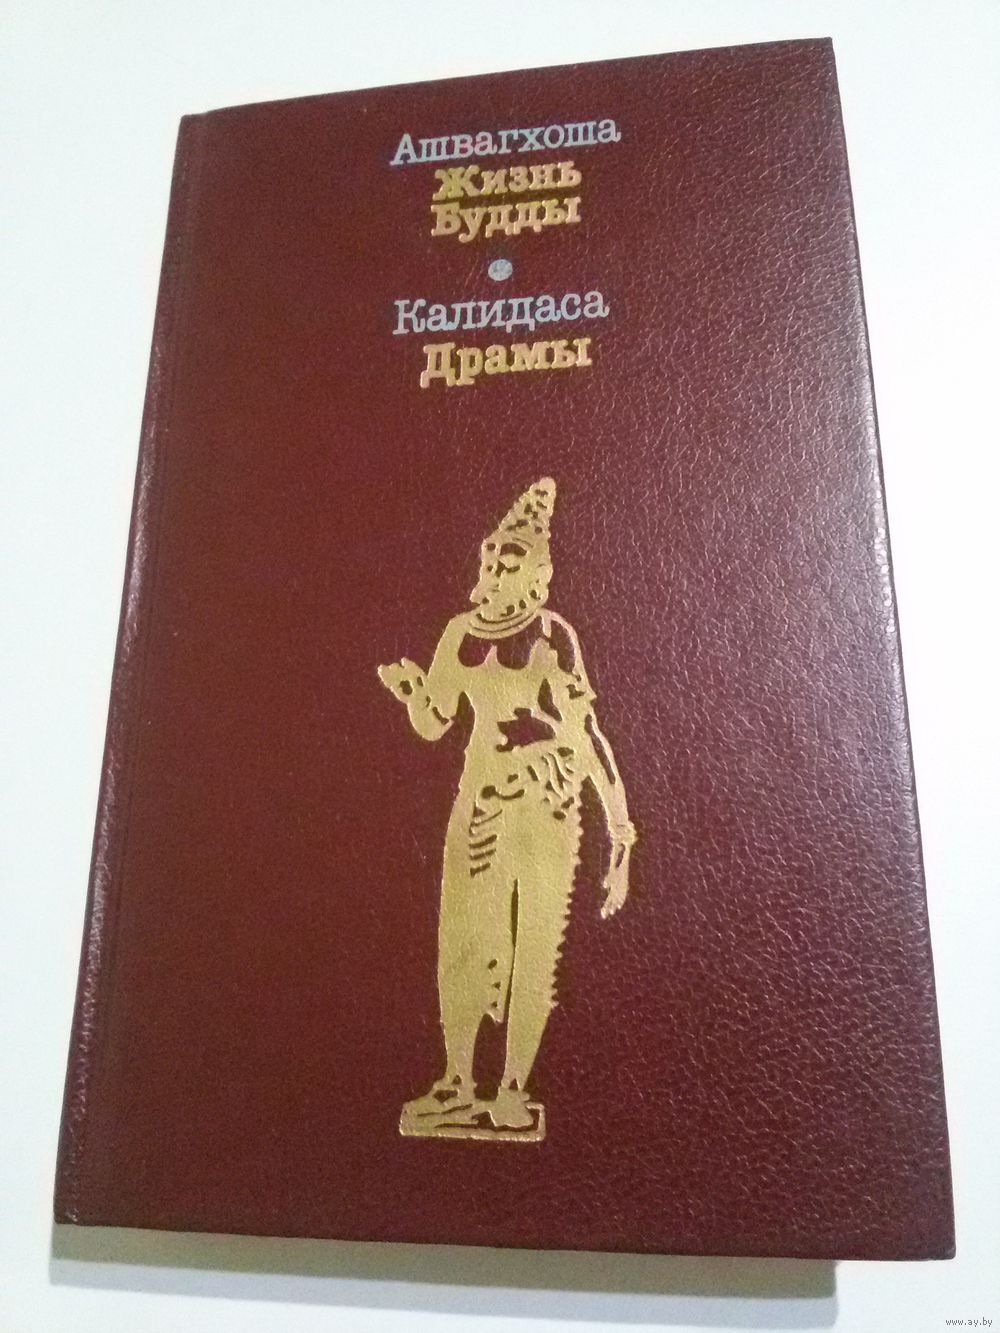 Ашвагхоша
Жизнь
Будды
Калидаса
Драмы
www.ay.by